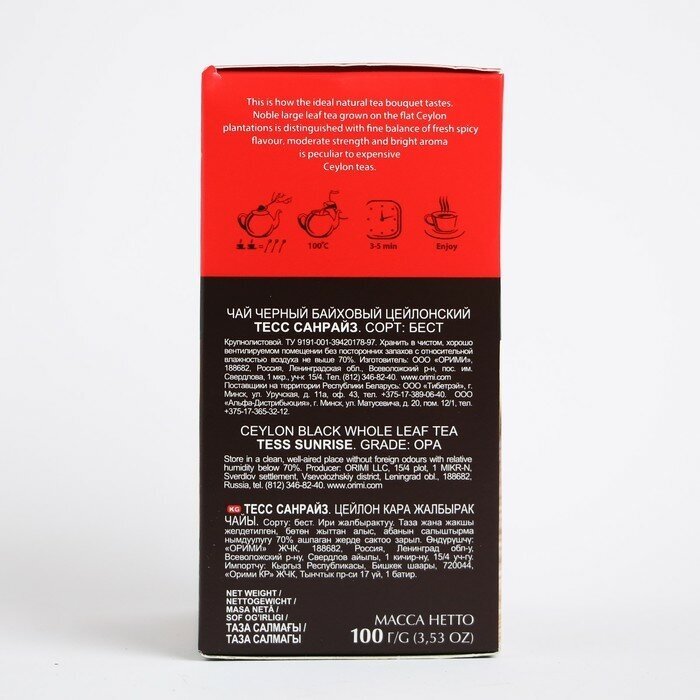 This is how the ideal natural tea bouquet tastes.
Noble large leaf tea grown on the flat Ceylon
plantations is distinguished with fine balance of fresh spicy
flavour, moderate strength and bright aroma
is peculiar to expensive
Ceylon teas.
100°C
3-5 min
Enjoy
ЧАЙ ЧЕРНЫЙ БАЙХОВЫЙ ЦЕЙЛОНСКИЙ
ТЕСС САНРАЙЗ. СОРТ: БЕСТ
Крупнолистовой. ТУ 9191-001-39420178-97. Хранить в чистом, хорошо
вентилируемом помещении без посторонних запахов с относительной
влажностью воздуха не выше 70%. Изготовитель: ООО «ОРИМИ»,
188682, Россия, Ленинградская обл., Всеволожский р-н, пос. им.
Свердлова, 1 мкр., уч-к 15/4. Тел. (812) 346-82-40. www.orimi.com
Поставщики на территории Республики Беларусь: ООО «Тибетрэй», г.
Минск, ул. Уручская, д. 11а, оф. 43, тел. +375-17-389-06-40. ООО
«Альфа-Дистрибьюция», г. Минск, ул. Матусевича, д. 20, пом. 12/1, тел.
+375-17-365-32-12.
CEYLON BLACK WHOLE LEAF TEA
TESS SUNRISE. GRADE: OPA
Store in a clean, well-aired place without foreign odours with relative
humidity below 70%. Producer: ORIMI LLC, 15/4 plot, 1 MIKR-N,
Sverdlov settlement, Vsevolozhskiy district, Leningrad obl., 188682,
Russia, tel. (812) 346-82-40. www.orimi.com
KG ТЕСС САНРАЙЗ. ЦЕЙЛОН КАРА ЖАЛБЫРАК
ЧАЙЫ. Сорту: бест. Ири жалбырактуу. Таза жана жакшы
желдетилген, бөтөн жыттан алыс, абанын салыштырма
нымдуулугу 70% ашпаган жерде сактоо зарыл. Өндүрүүчү:
«ОРИМИ» ЖЧК, 188682, Россия, Ленинград обл-у,
Всеволожский р-ну, Свердлов айылы, 1 кичир-ну, 15/4 уч-гу.
Импортчу: Кыргыз Республикасы, Бишкек шаары, 720044,
«Орими КР» ЖЧК, Тынчтык пр-си 17 үй, 1 батир.
NET WEIGHT /
NETTOGEWICHT /
MASA NETĂ /
SOF OG'IRLIGI /
ТАЗА САЛМАҒЫ /
ТАЗА САЛМАГЫ
МАССА НЕТТО
100 Г/G (3,53 OZ)